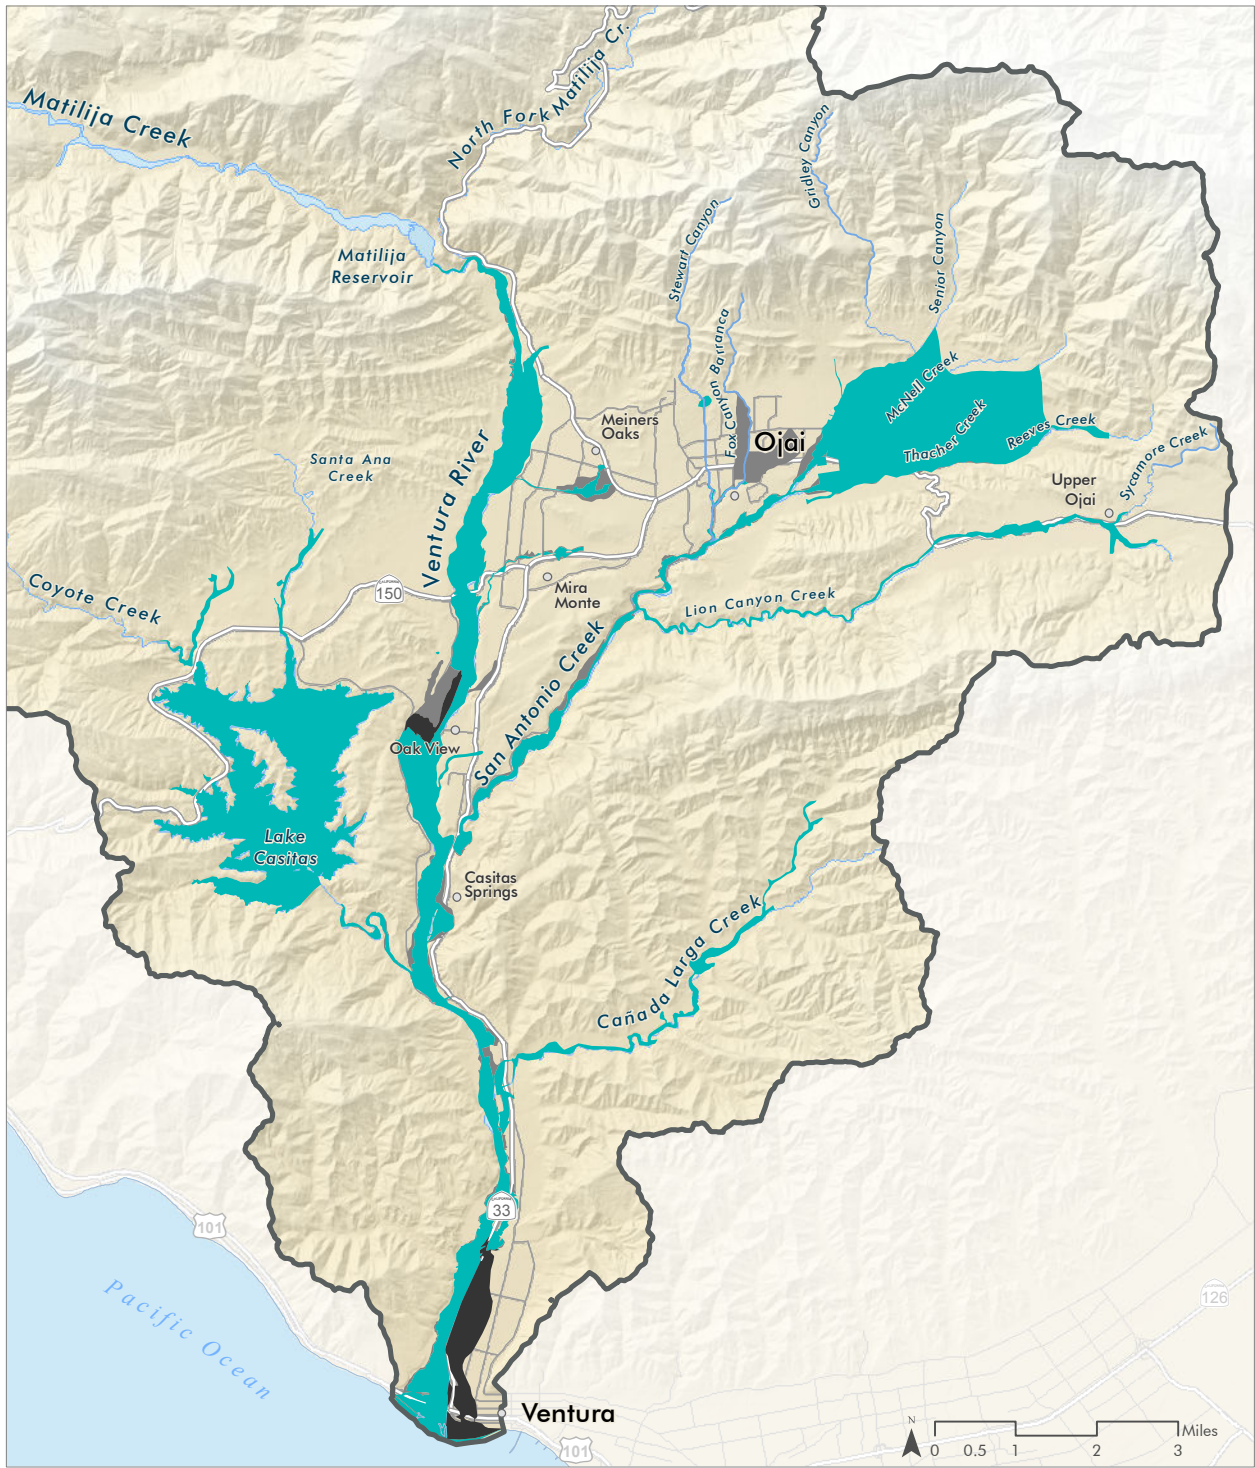 Matilija Creek
North Fork Matilija Cr.
Gridley Canyon
Stewart Canyon
Senior Canyon
Matilija
Reservoir
Fox Canyon Barranca
McNell Creek
Thacher Creek
Reeves Creek
Sycamore Creek
Meiners
Oaks
Ojai
Santa Ana
Creek
Ventura River
Upper
Ojai
Coyote Creek
CALIFORNIA
150
Mira
Monte
Lion Canyon Creek
San Antonio Creek
Oak View
Lake
Casitas
Casitas
Springs
Cañada Larga Creek
CALIFORNIA
33
101
Pacific Ocean
126
Ventura
101
N
Miles
0 0.5 1 2 3